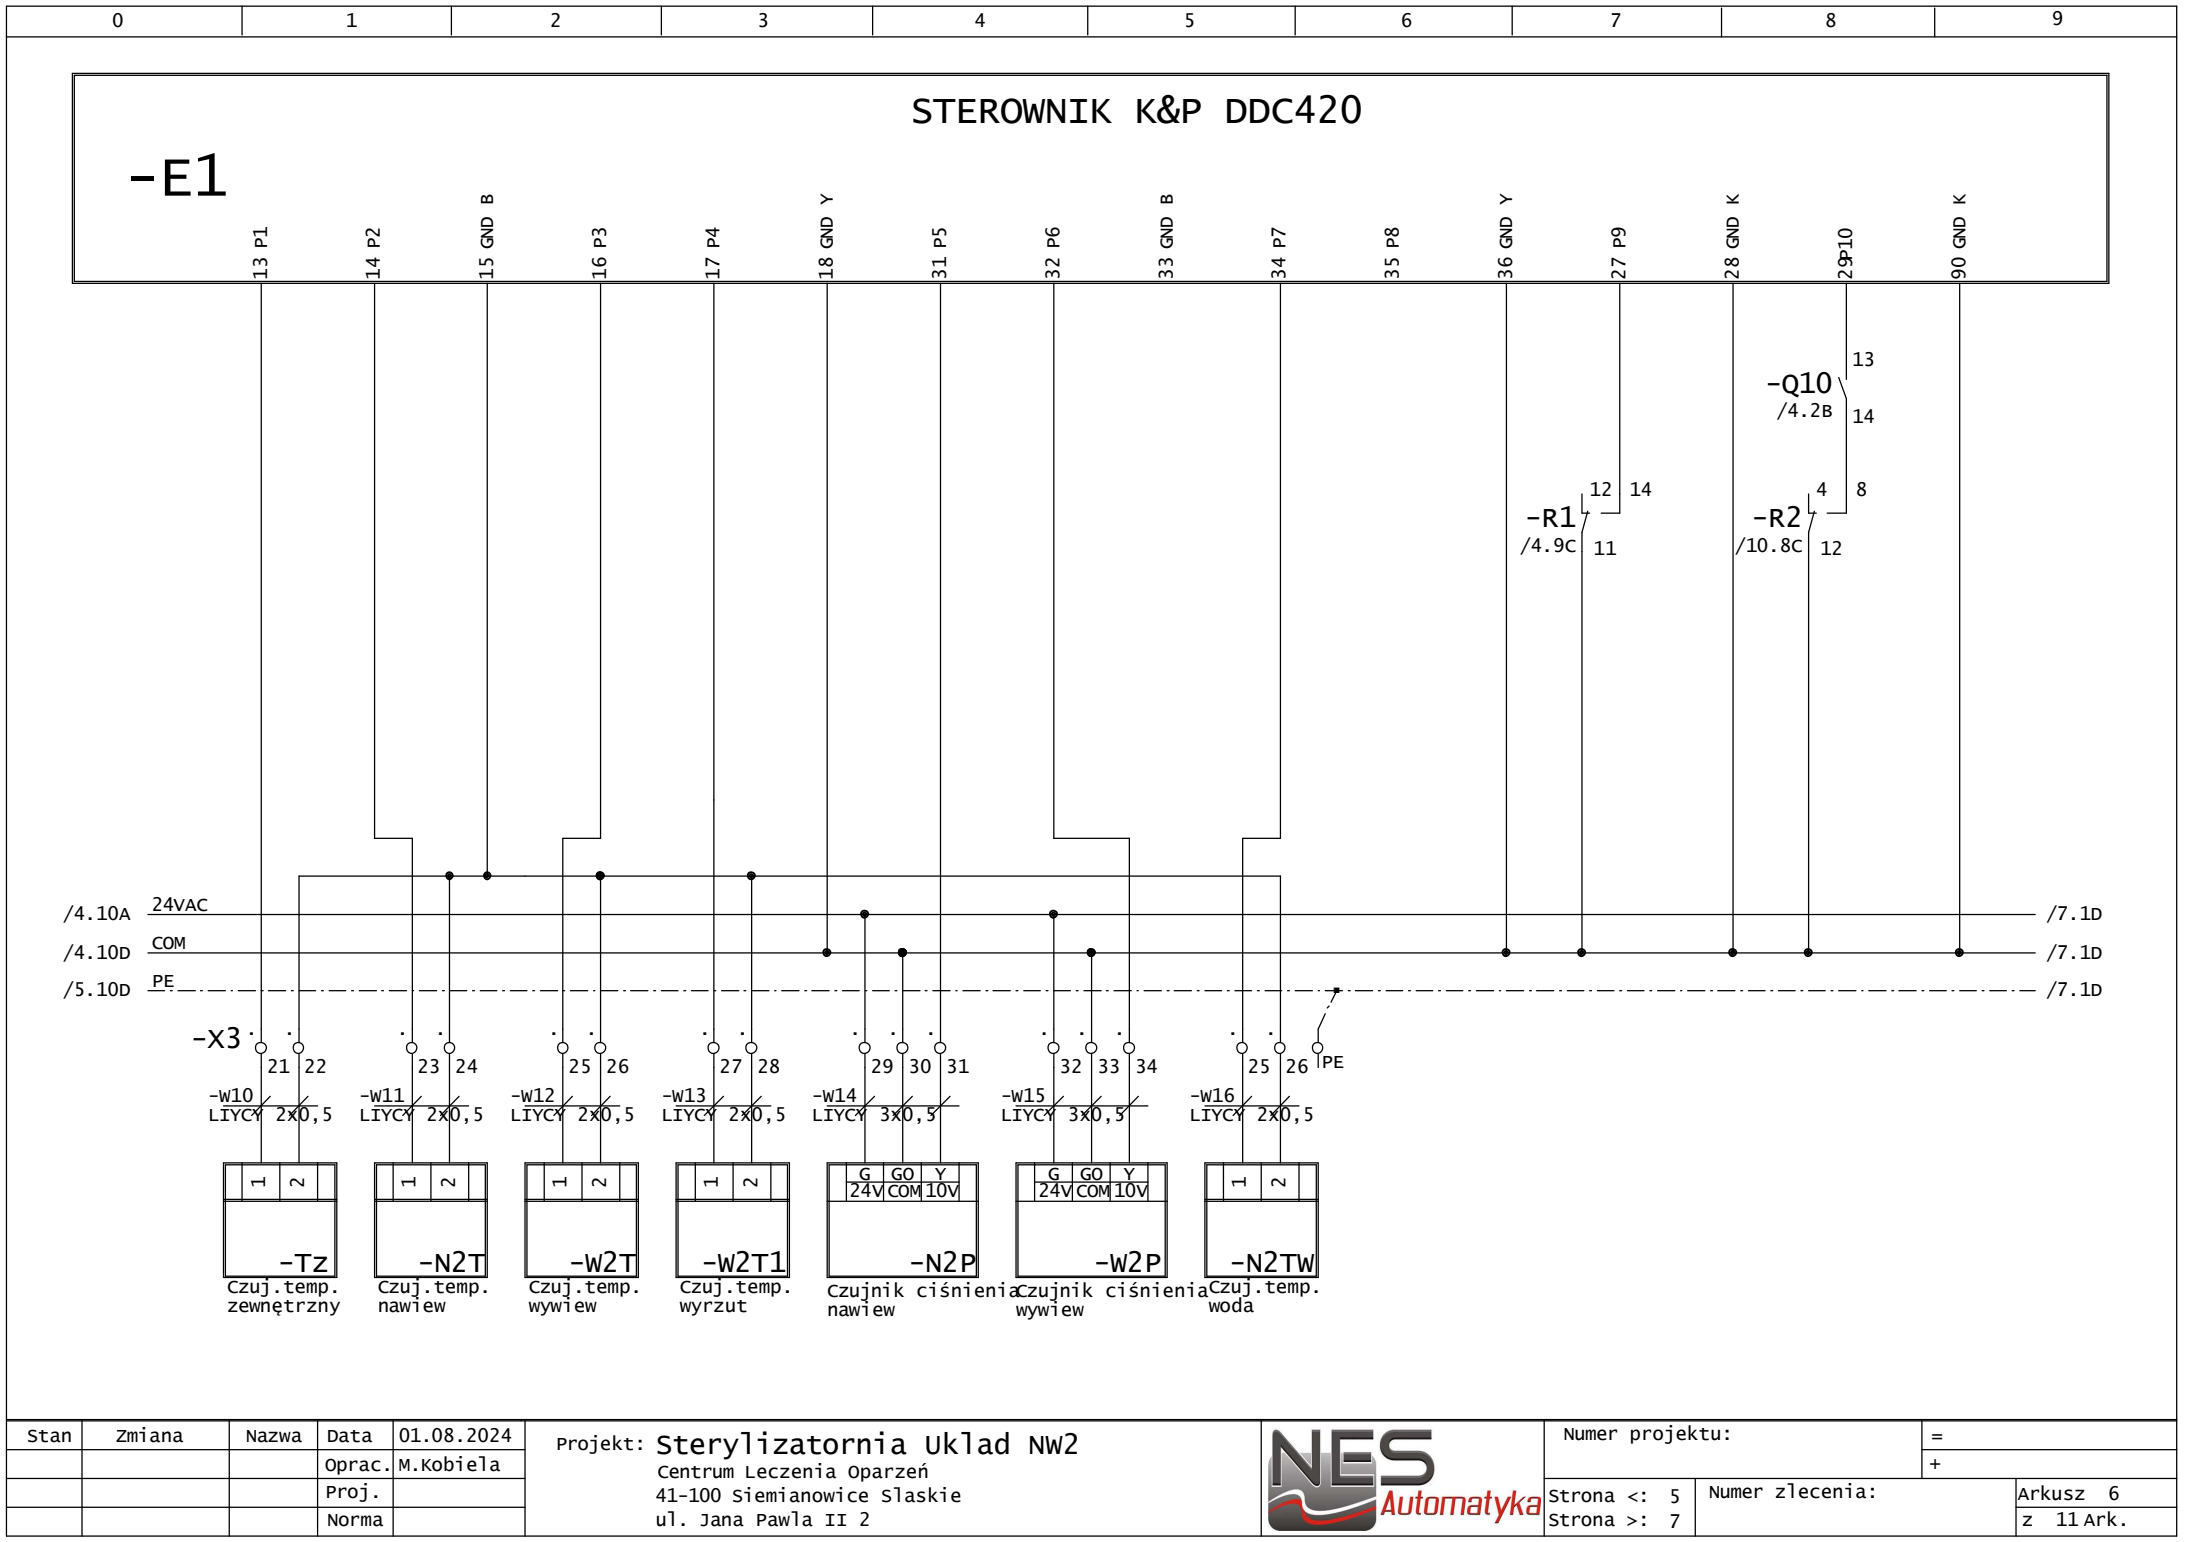 0 1 2 3 4 5 6 7 8 9
STEROWNIK K&P DDC420
-E1
13 P1
14 P2
15 GND B
16 P3
17 P4
18 GND Y
31 P5
32 P6
33 GND B
34 P7
35 P8
36 GND Y
27 P9
28 GND K
29 P10
90 GND K
13
-Q10
/4.2B
14
12 14
-R1
/4.9C
11
4 8
-R2
/10.8C
12
/4.10A 24VAC /7.1D
/4.10D COM /7.1D
/5.10D PE /7.1D
-X3
21 22 23 24 25 26 27 28 29 30 31 32 33 34 25 26 PE
-W10 -W11 -W12 -W13 -W14 -W15 -W16
LIYCY 2x0,5 LIYCY 2x0,5 LIYCY 2x0,5 LIYCY 2x0,5 LIYCY 3x0,5 LIYCY 3x0,5 LIYCY 2x0,5
1 2 1 2 1 2 1 2 G GO Y G GO Y 1 2
24V COM 10V 24V COM 10V
-Tz -N2T -W2T -W2T1 -N2P -W2P -N2TW
Czuj.temp.
zewnętrzny
Czuj.temp.
nawiew
Czuj.temp.
wywiew
Czuj.temp.
wyrzut
Czujnik ciśnienia
nawiew
Czujnik ciśnienia
wywiew
Czuj.temp.
woda
Stan Zmiana Nazwa Data 01.08.2024
Oprac. M.Kobiela
Proj.
Norma
Projekt: Sterylizatornia Uklad NW2
Centrum Leczenia Oparzeń
41-100 Siemianowice Slaskie
ul. Jana Pawla II 2
NES
Automatyka
Numer projektu:
=
+
Strona <: 5
Strona >: 7
Numer zlecenia:
Arkusz 6
z 11 Ark.